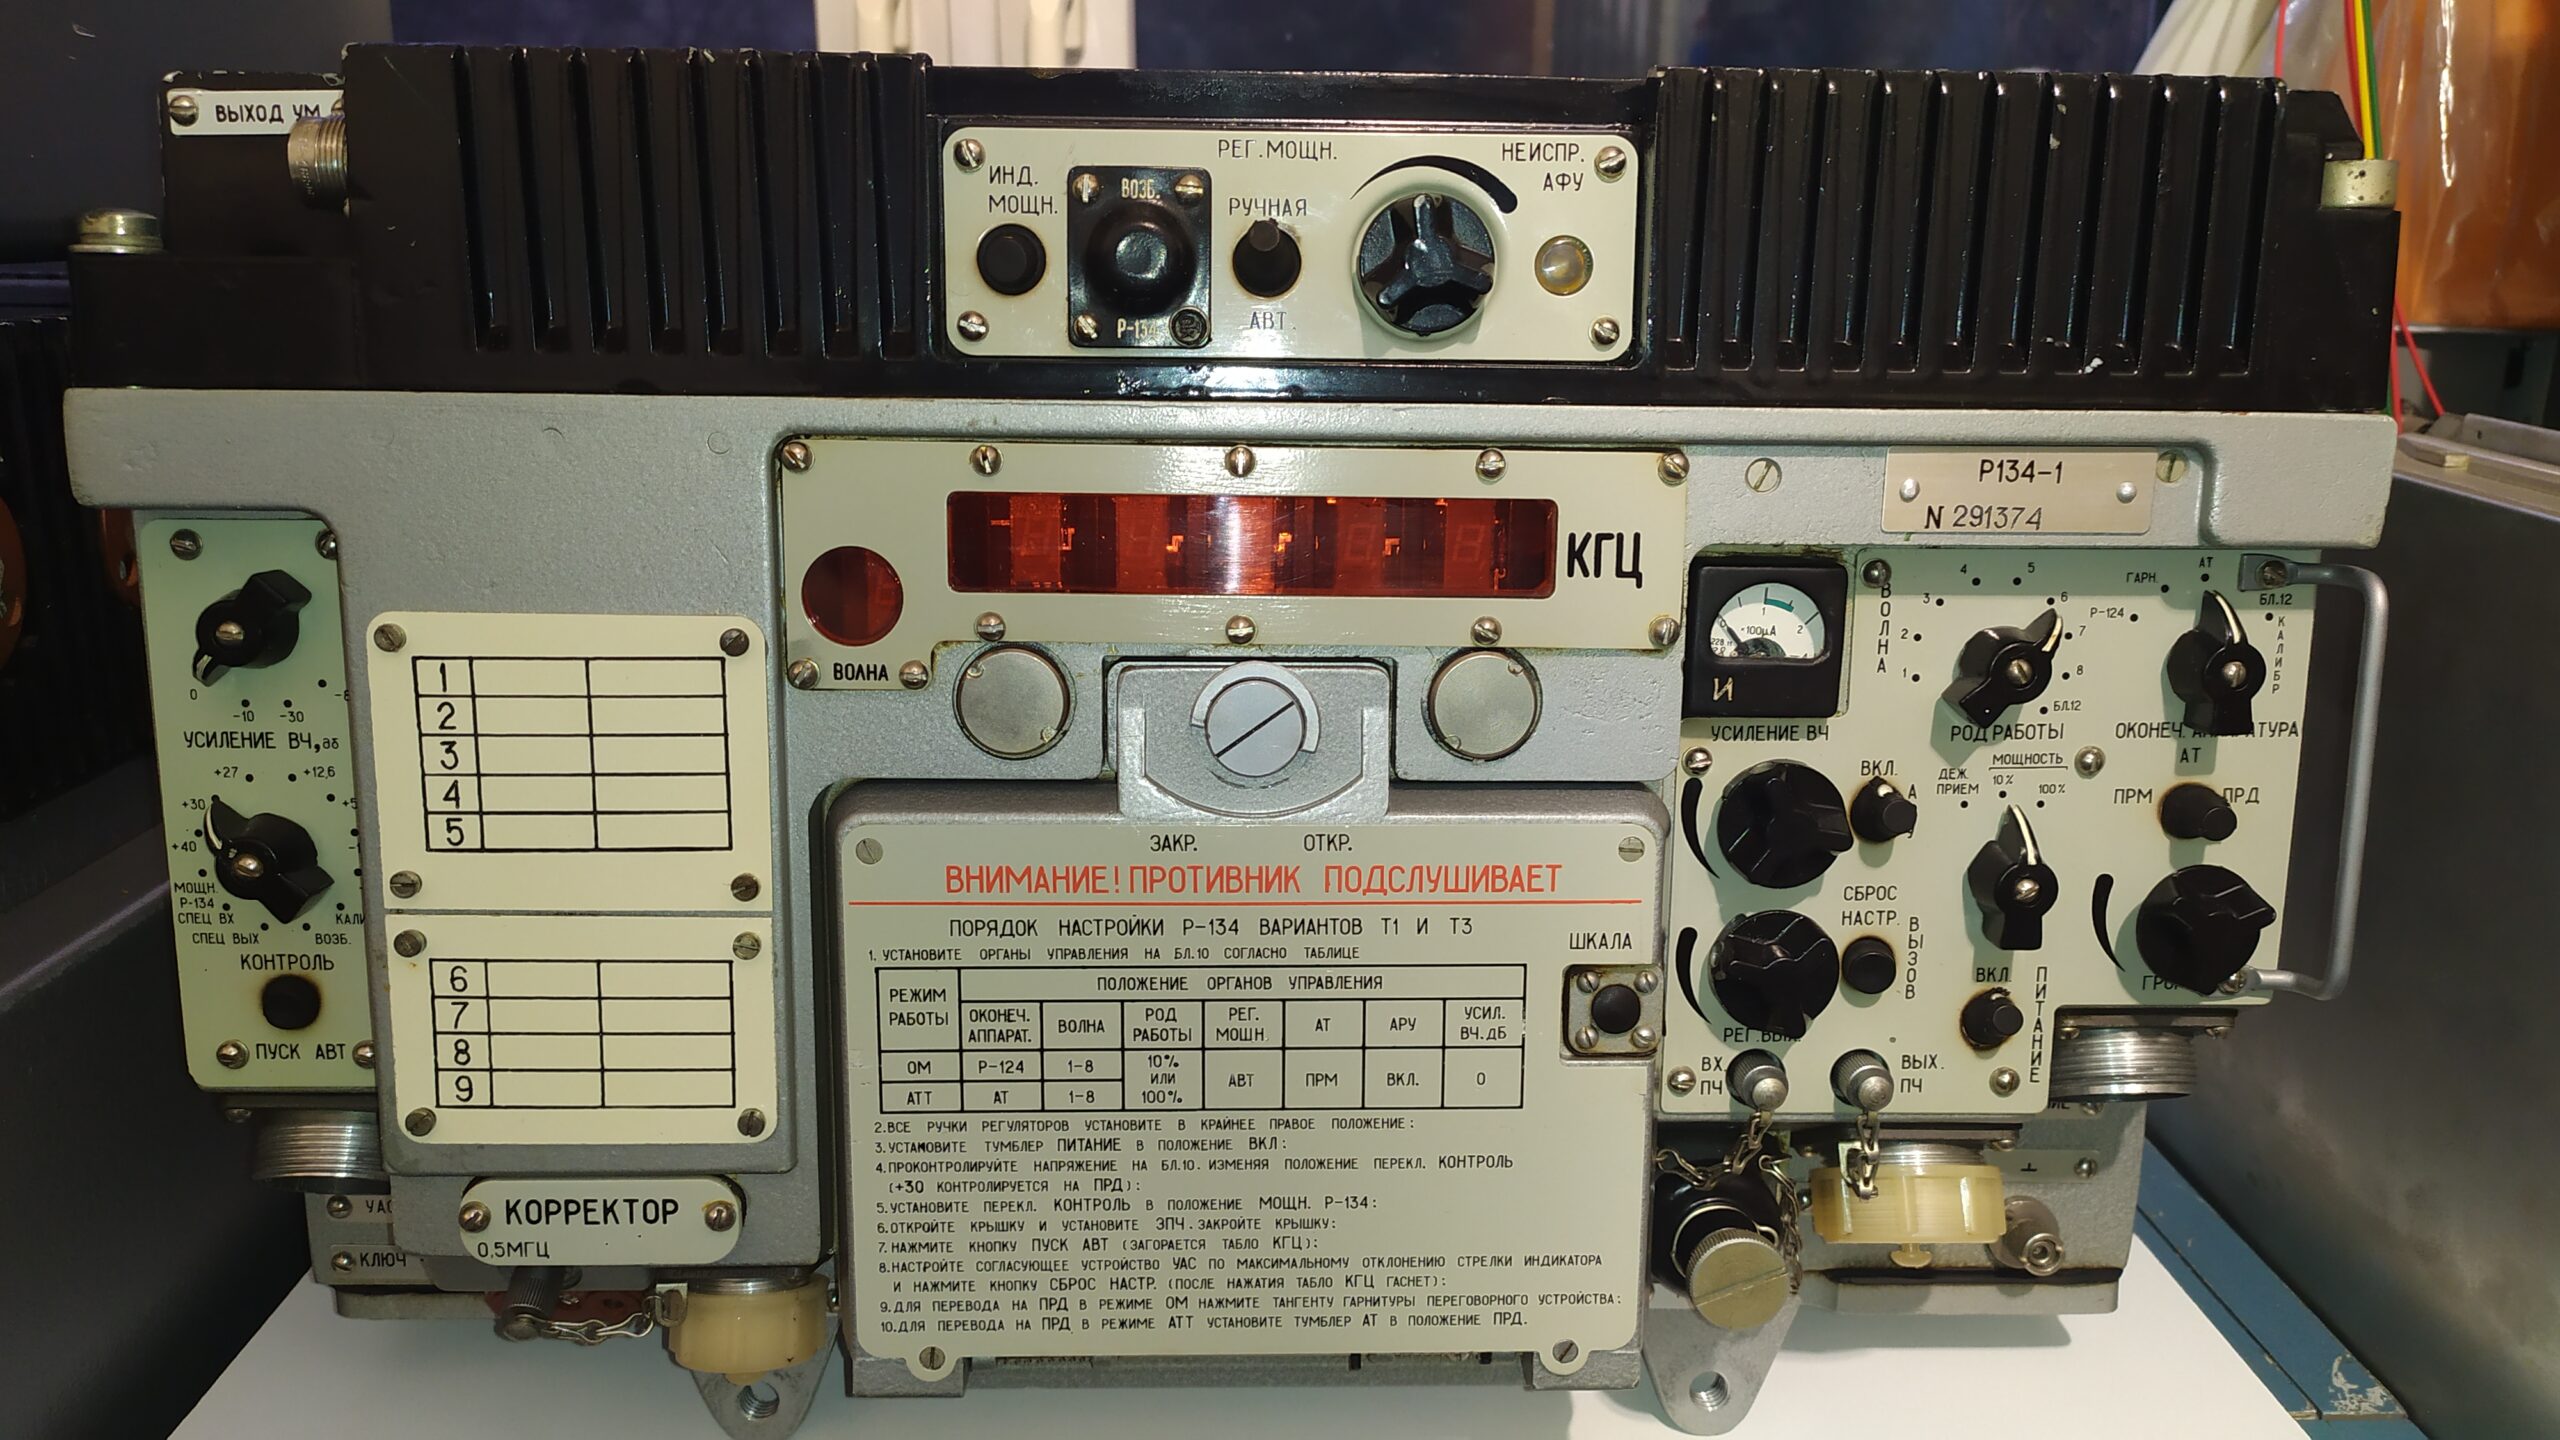 ВЫХОД УМ
РЕГ.МОЩН.
НЕИСПР.
АФУ
ИНД.
МОЩН.
ВОЗБ.
РУЧНАЯ
Р-134
АВТ.
КГЦ
ВОЛНА
Р134-1
N 291374
0
-10 -30
УСИЛЕНИЕ ВЧ,дб
+27 +12,6
+30
+40
МОЩН.
Р-134
СПЕЦ ВХ
СПЕЦ ВЫХ
ВОЗБ.
КОНТРОЛЬ
ПУСК АВТ
1
2
3
4
5
6
7
8
9
КОРРЕКТОР
0,5МГЦ
УАС
КЛЮЧ
ЗАКР. ОТКР.
ВНИМАНИЕ! ПРОТИВНИК ПОДСЛУШИВАЕТ
ПОРЯДОК НАСТРОЙКИ Р-134 ВАРИАНТОВ Т1 И Т3
1. УСТАНОВИТЕ ОРГАНЫ УПРАВЛЕНИЯ НА БЛ.10 СОГЛАСНО ТАБЛИЦЕ
РЕЖИМ РАБОТЫ
ПОЛОЖЕНИЕ ОРГАНОВ УПРАВЛЕНИЯ
ОКОНЕЧ. АППАРАТ. ВОЛНА РОД РАБОТЫ РЕГ. МОЩН. АТ АРУ УСИЛ. ВЧ.дБ
ОМ Р-124 1-8 10% ИЛИ 100% АВТ ПРМ ВКЛ. 0
АТТ АТ 1-8
2.ВСЕ РУЧКИ РЕГУЛЯТОРОВ УСТАНОВИТЕ В КРАЙНЕЕ ПРАВОЕ ПОЛОЖЕНИЕ:
3.УСТАНОВИТЕ ТУМБЛЕР ПИТАНИЕ В ПОЛОЖЕНИЕ ВКЛ:
4.ПРОКОНТРОЛИРУЙТЕ НАПРЯЖЕНИЕ НА БЛ.10. ИЗМЕНЯЯ ПОЛОЖЕНИЕ ПЕРЕКЛ. КОНТРОЛЬ
(+30 КОНТРОЛИРУЕТСЯ НА ПРД):
5.УСТАНОВИТЕ ПЕРЕКЛ. КОНТРОЛЬ В ПОЛОЖЕНИЕ МОЩН. Р-134:
6.ОТКРОЙТЕ КРЫШКУ И УСТАНОВИТЕ ЗПЧ. ЗАКРОЙТЕ КРЫШКУ:
7.НАЖМИТЕ КНОПКУ ПУСК АВТ (ЗАГОРАЕТСЯ ТАБЛО КГЦ):
8.НАСТРОЙТЕ СОГЛАСУЮЩЕЕ УСТРОЙСТВО УАС ПО МАКСИМАЛЬНОМУ ОТКЛОНЕНИЮ СТРЕЛКИ ИНДИКАТОРА
И НАЖМИТЕ КНОПКУ СБРОС НАСТР. (ПОСЛЕ НАЖАТИЯ ТАБЛО КГЦ ГАСНЕТ):
9.ДЛЯ ПЕРЕВОДА НА ПРД В РЕЖИМЕ ОМ НАЖМИТЕ ТАНГЕНТУ ГАРНИТУРЫ ПЕРЕГОВОРНОГО УСТРОЙСТВА:
10.ДЛЯ ПЕРЕВОДА НА ПРД В РЕЖИМЕ АТТ УСТАНОВИТЕ ТУМБЛЕР АТ В ПОЛОЖЕНИЕ ПРД.
ШКАЛА
0 1 2
×100µА
И
ВОЛНА
1
2
3
4
5
6
7
8
БЛ.12
АТ
ГАРН.
Р-124
БЛ.12
КАЛИБР
УСИЛЕНИЕ ВЧ
РОД РАБОТЫ
МОЩНОСТЬ
ДЕЖ. ПРИЕМ
10%
100%
АТ
ПРМ ПРД
ВКЛ.
СБРОС
НАСТР.
ВЫЗОВ
ВКЛ
ПИТАНИЕ
РЕГ.ВЫХ.
ВХ. ПЧ
ВЫХ. ПЧ